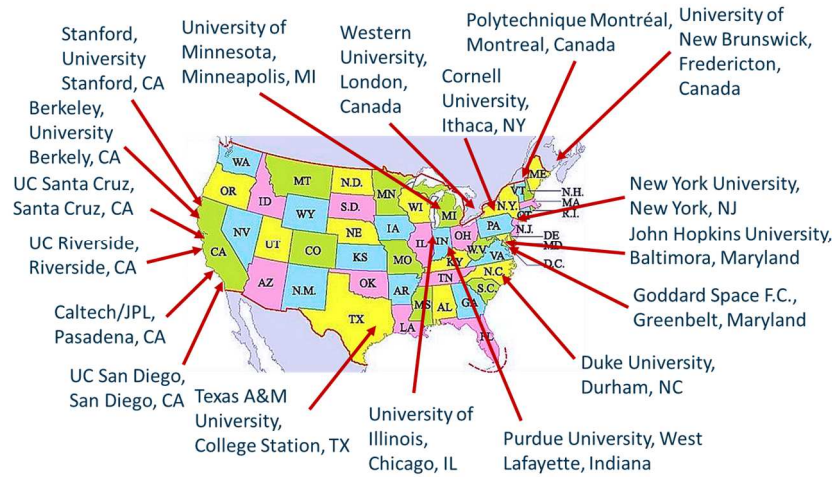 Stanford,
University
Stanford, CA
University of
Minnesota,
Minneapolis, MI
Western
University,
London,
Canada
Polytechnique Montréal,
Montreal, Canada
University of
New Brunswick,
Fredericton,
Canada
Cornell
University,
Ithaca, NY
Berkeley,
University
Berkely, CA
UC Santa Cruz,
Santa Cruz, CA
UC Riverside,
Riverside, CA
Caltech/JPL,
Pasadena, CA
UC San Diego,
San Diego, CA
Texas A&M
University,
College Station, TX
University of
Illinois,
Chicago, IL
Purdue University, West
Lafayette, Indiana
Duke University,
Durham, NC
Goddard Space F.C.,
Greenbelt, Maryland
John Hopkins University,
Baltimora, Maryland
New York University,
New York, NJ
WA
OR
ID
MT
N.D.
S.D.
MN
WI
MI
WY
NE
IA
NV
UT
CO
KS
CA
AZ
N.M.
OK
TX
MO
AR
LA
IL
IN
OH
KY
TN
MS
AL
GA
FL
S.C.
N.C.
VA
WV
PA
N.Y.
VT
ME
N.H.
MA
R.I.
CT
N.J.
DE
MD
D.C.